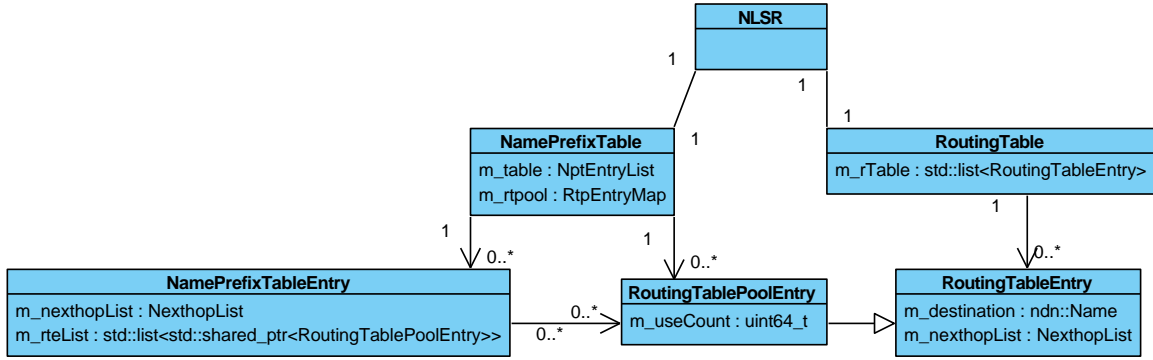 NLSR
1
1
1
1
NamePrefixTable
m_table : NptEntryList
m_rtpool : RtpEntryMap
RoutingTable
m_rTable : std::list<RoutingTableEntry>
1
1
1
0..*
0..*
0..*
NamePrefixTableEntry
m_nexthopList : NexthopList
m_rteList : std::list<std::shared_ptr<RoutingTablePoolEntry>>
0..*
0..*
RoutingTablePoolEntry
m_useCount : uint64_t
RoutingTableEntry
m_destination : ndn::Name
m_nexthopList : NexthopList